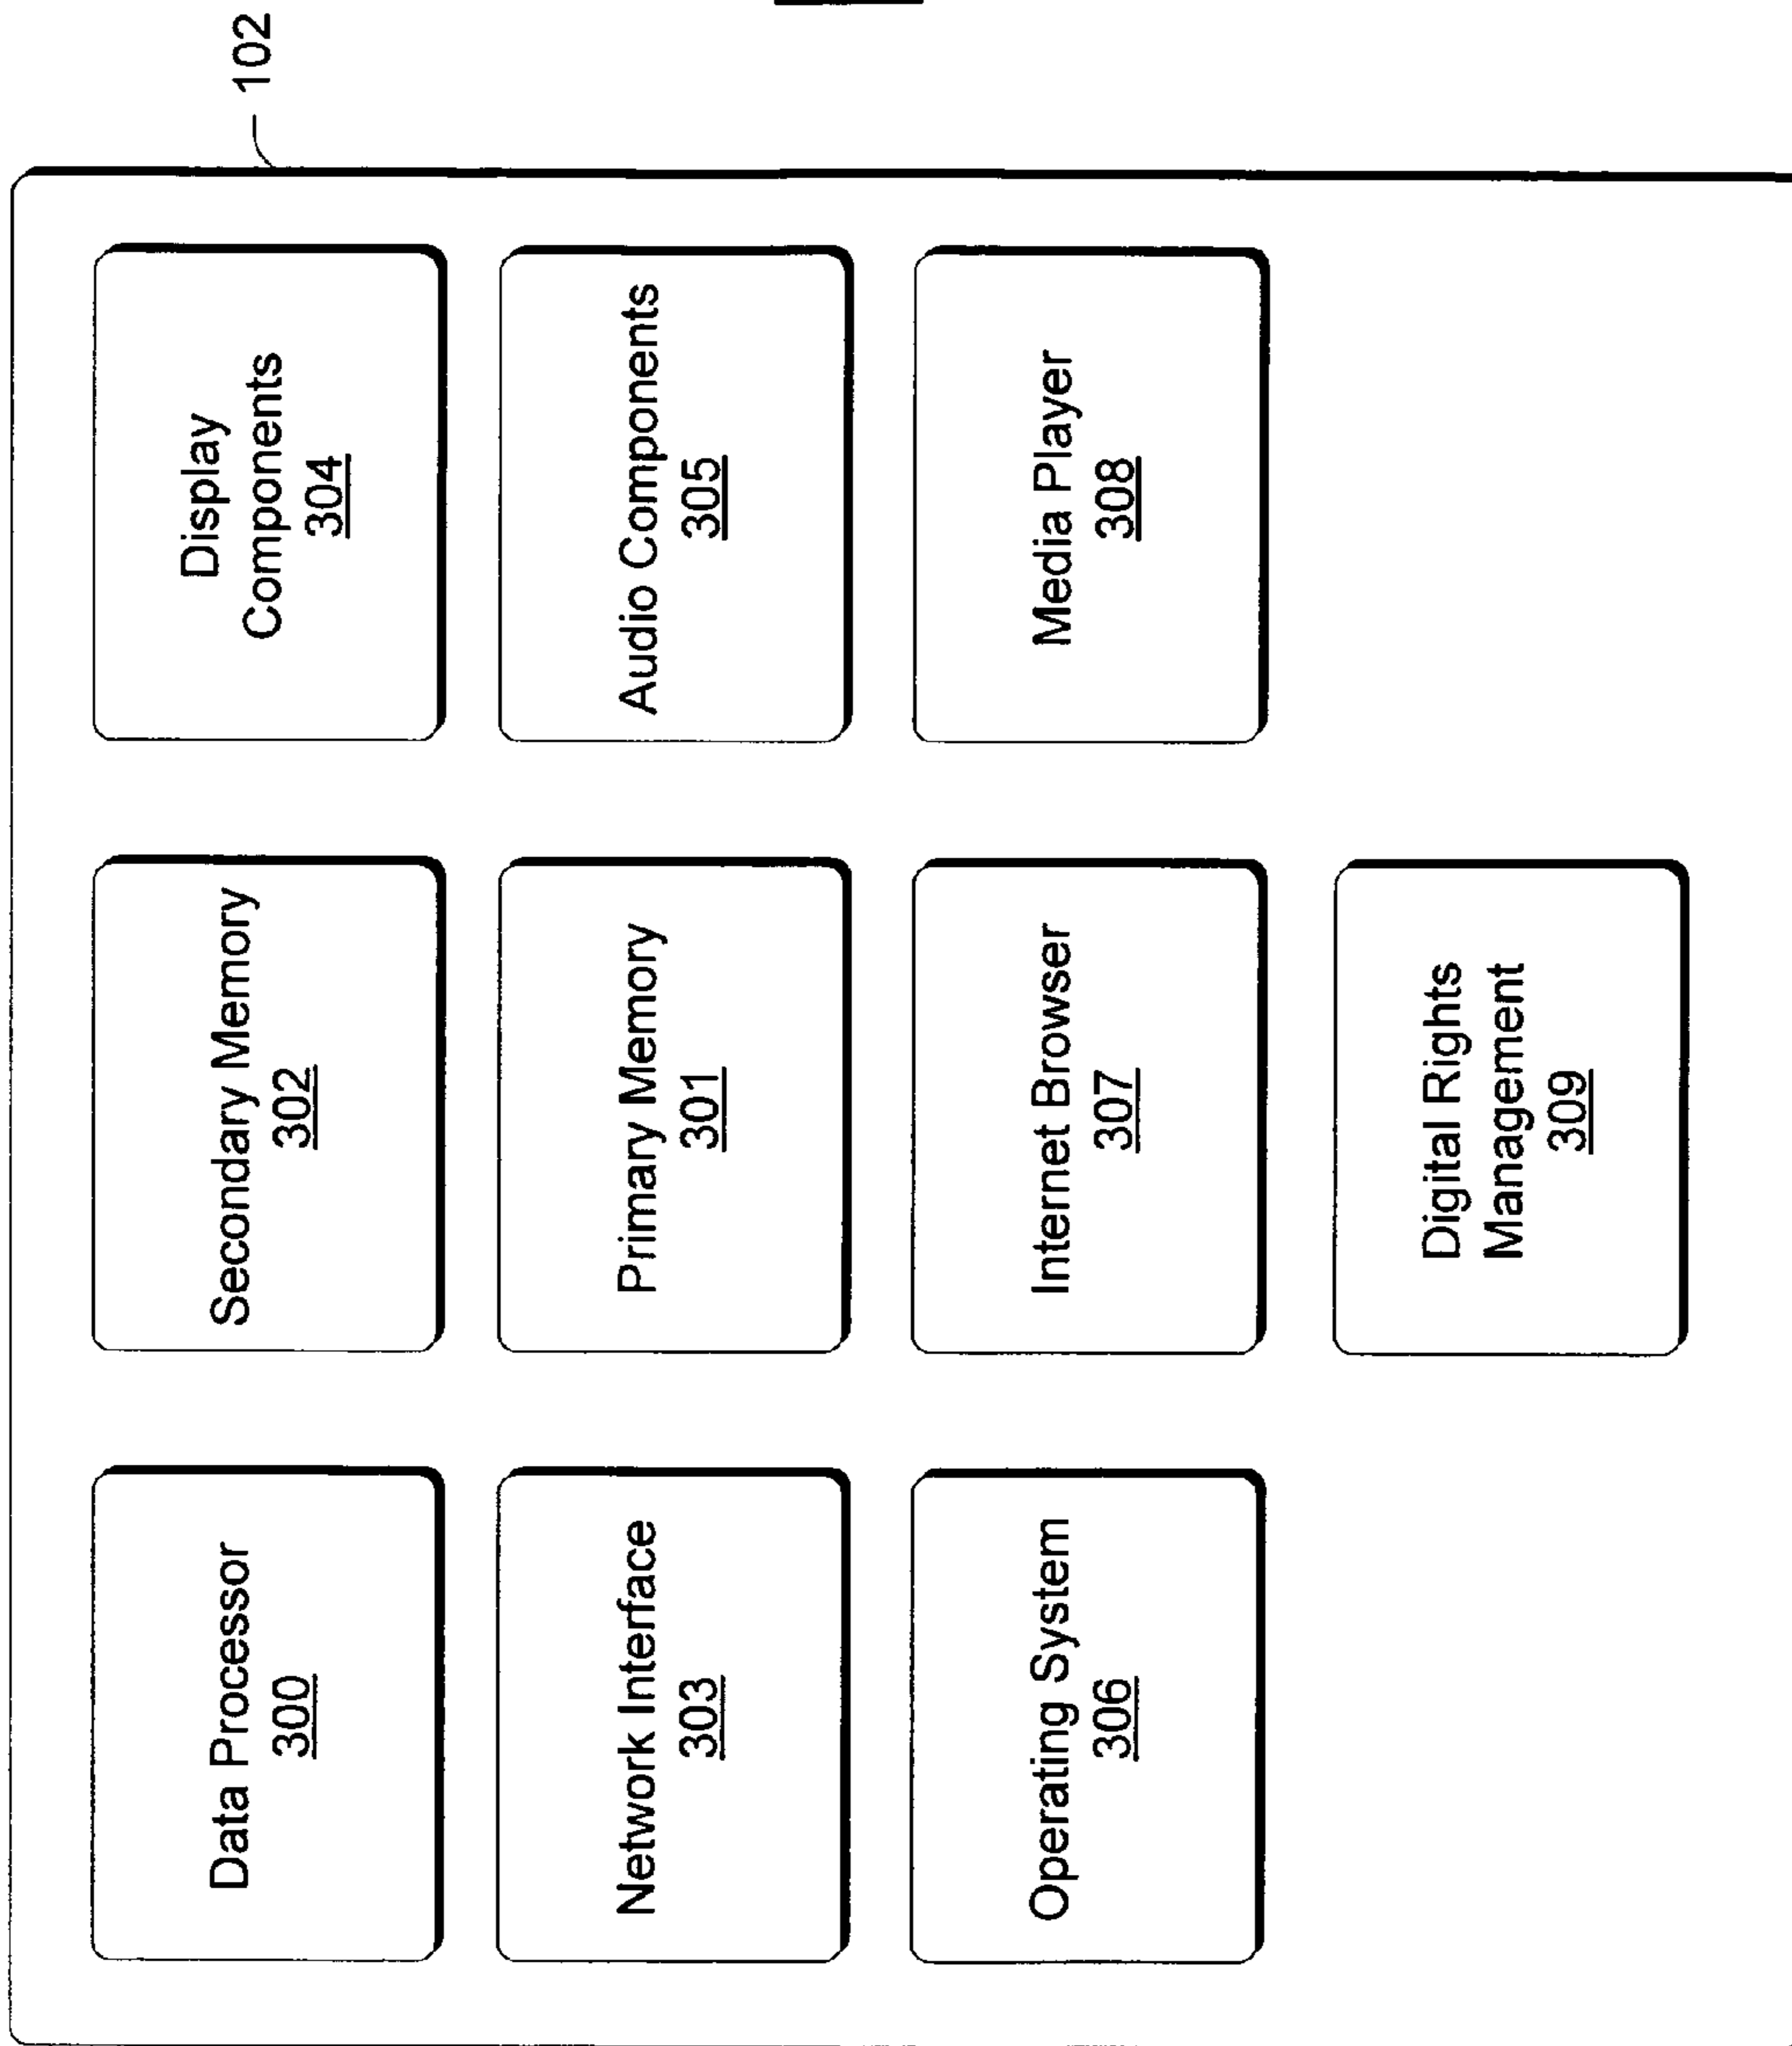 102
Data Processor
300
Secondary Memory
302
Display
Components
304
Network Interface
303
Primary Memory
301
Audio Components
305
Operating System
306
Internet Browser
307
Media Player
308
Digital Rights
Management
309